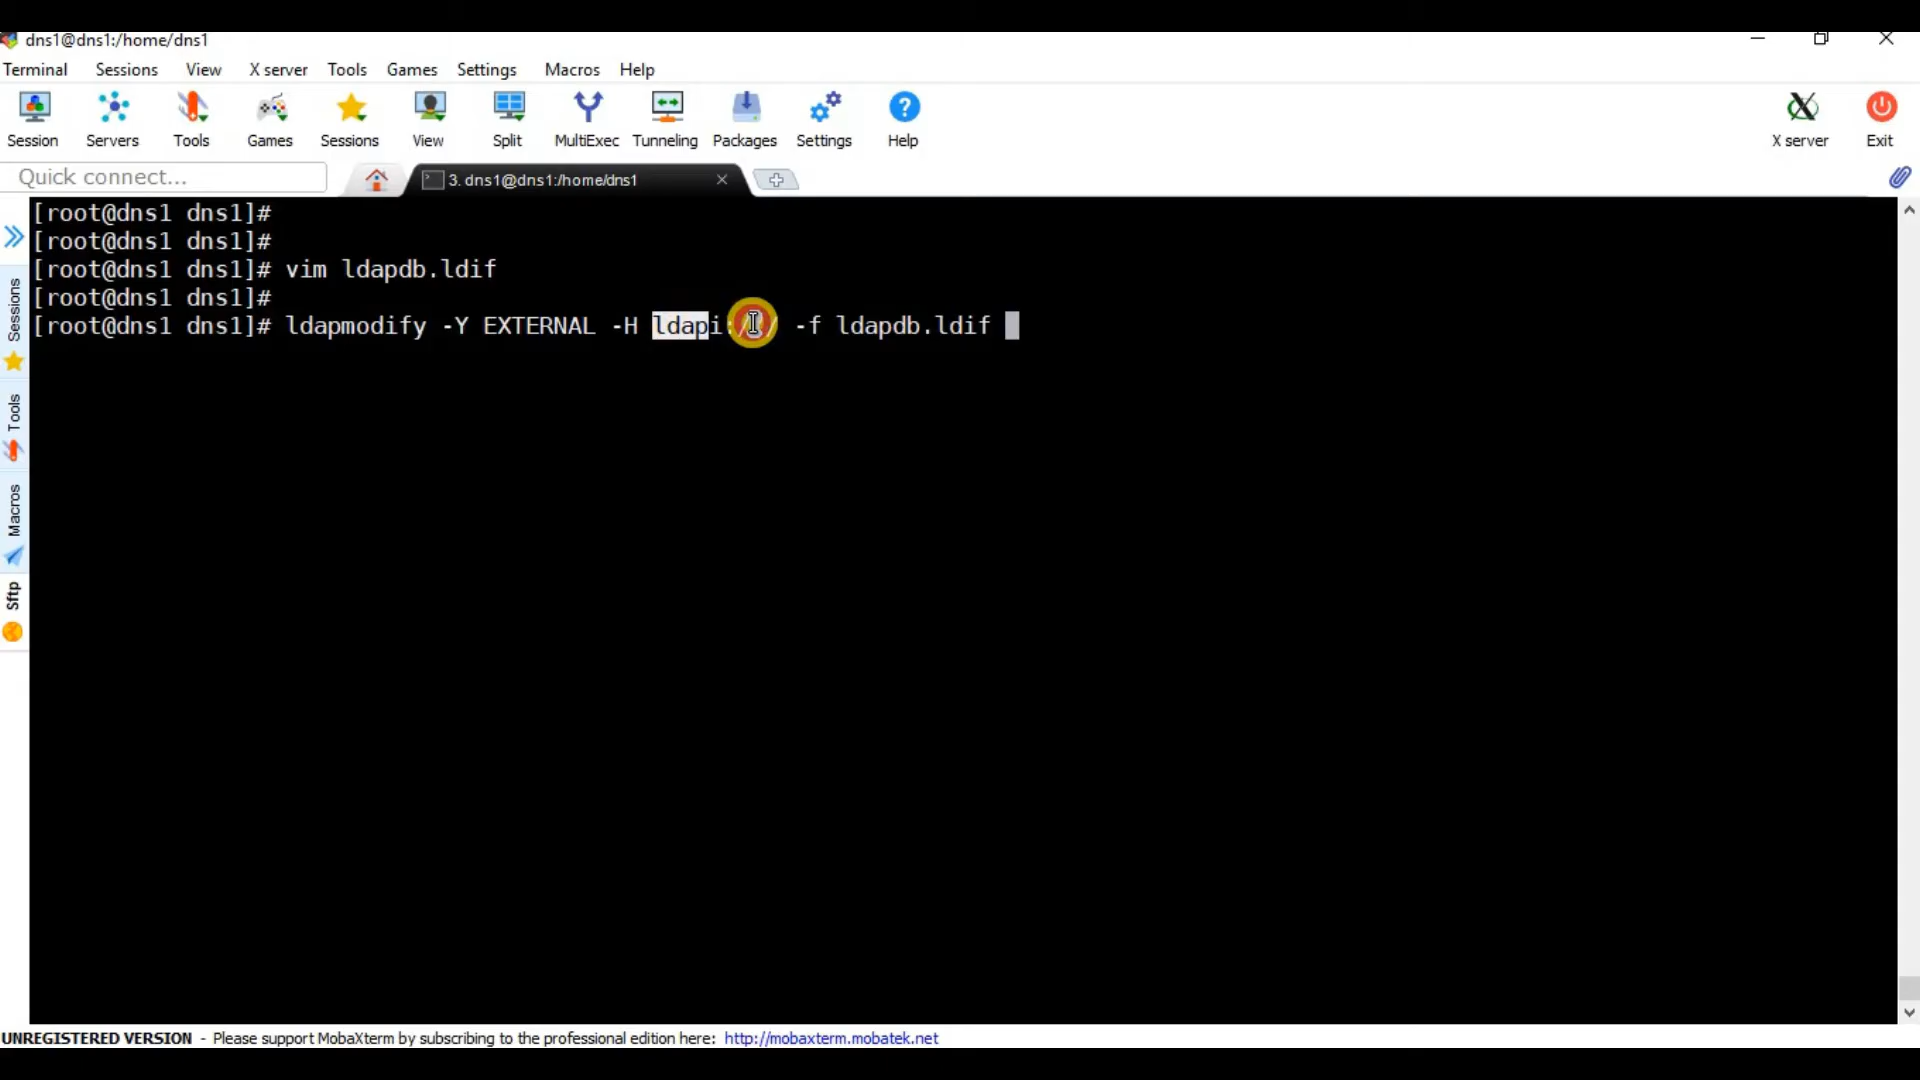 dns1@dns1:/home/dns1
Terminal Sessions View X server Tools Games Settings Macros Help
Session Servers Tools Games Sessions View Split MultiExec Tunneling Packages Settings Help X server Exit
Quick connect...
3. dns1@dns1:/home/dns1
[root@dns1 dns1]#
[root@dns1 dns1]#
[root@dns1 dns1]# vim ldapdb.ldif
[root@dns1 dns1]#
[root@dns1 dns1]# ldapmodify -Y EXTERNAL -H ldapi:/// -f ldapdb.ldif
Sessions
Tools
Macros
Sftp
UNREGISTERED VERSION - Please support MobaXterm by subscribing to the professional edition here: http://mobaxterm.mobatek.net